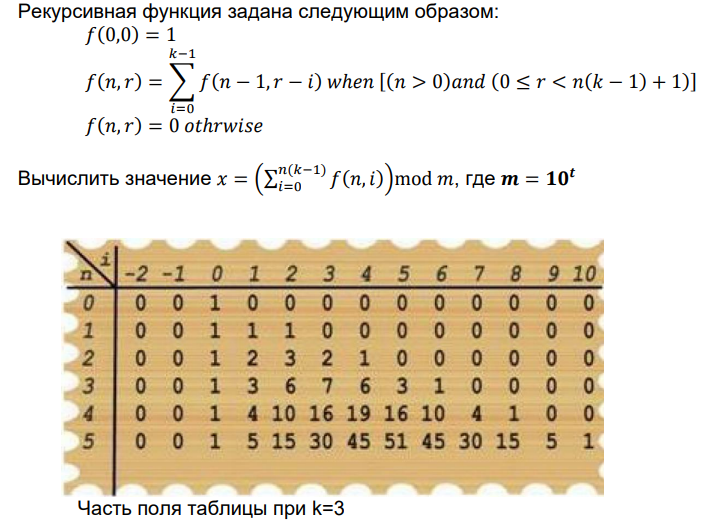 Рекурсивная функция задана следующим образом:
f(0,0) = 1
k−1
f(n, r) = ∑ f(n − 1, r − i) when [(n > 0)and (0 ≤ r < n(k − 1) + 1)]
i=0
f(n, r) = 0 othrwise
Вычислить значение x = (∑_{i=0}^{n(k−1)} f(n, i)) mod m, где m = 10^t
n i -2 -1 0 1 2 3 4 5 6 7 8 9 10
0 0 0 1 0 0 0 0 0 0 0 0 0 0
1 0 0 1 1 1 0 0 0 0 0 0 0 0
2 0 0 1 2 3 2 1 0 0 0 0 0 0
3 0 0 1 3 6 7 6 3 1 0 0 0 0
4 0 0 1 4 10 16 19 16 10 4 1 0 0
5 0 0 1 5 15 30 45 51 45 30 15 5 1
Часть поля таблицы при k=3